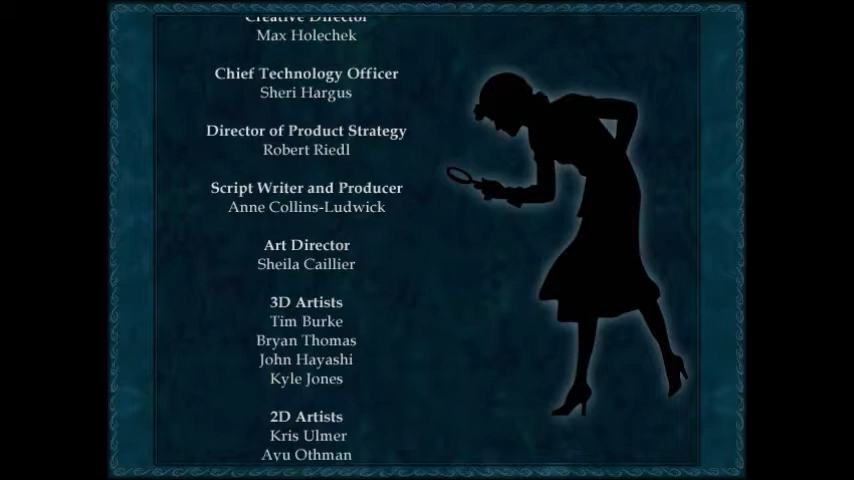 Creative Director
Max Holechek
Chief Technology Officer
Sheri Hargus
Director of Product Strategy
Robert Riedl
Script Writer and Producer
Anne Collins-Ludwick
Art Director
Sheila Caillier
3D Artists
Tim Burke
Bryan Thomas
John Hayashi
Kyle Jones
2D Artists
Kris Ulmer
Ayu Othman